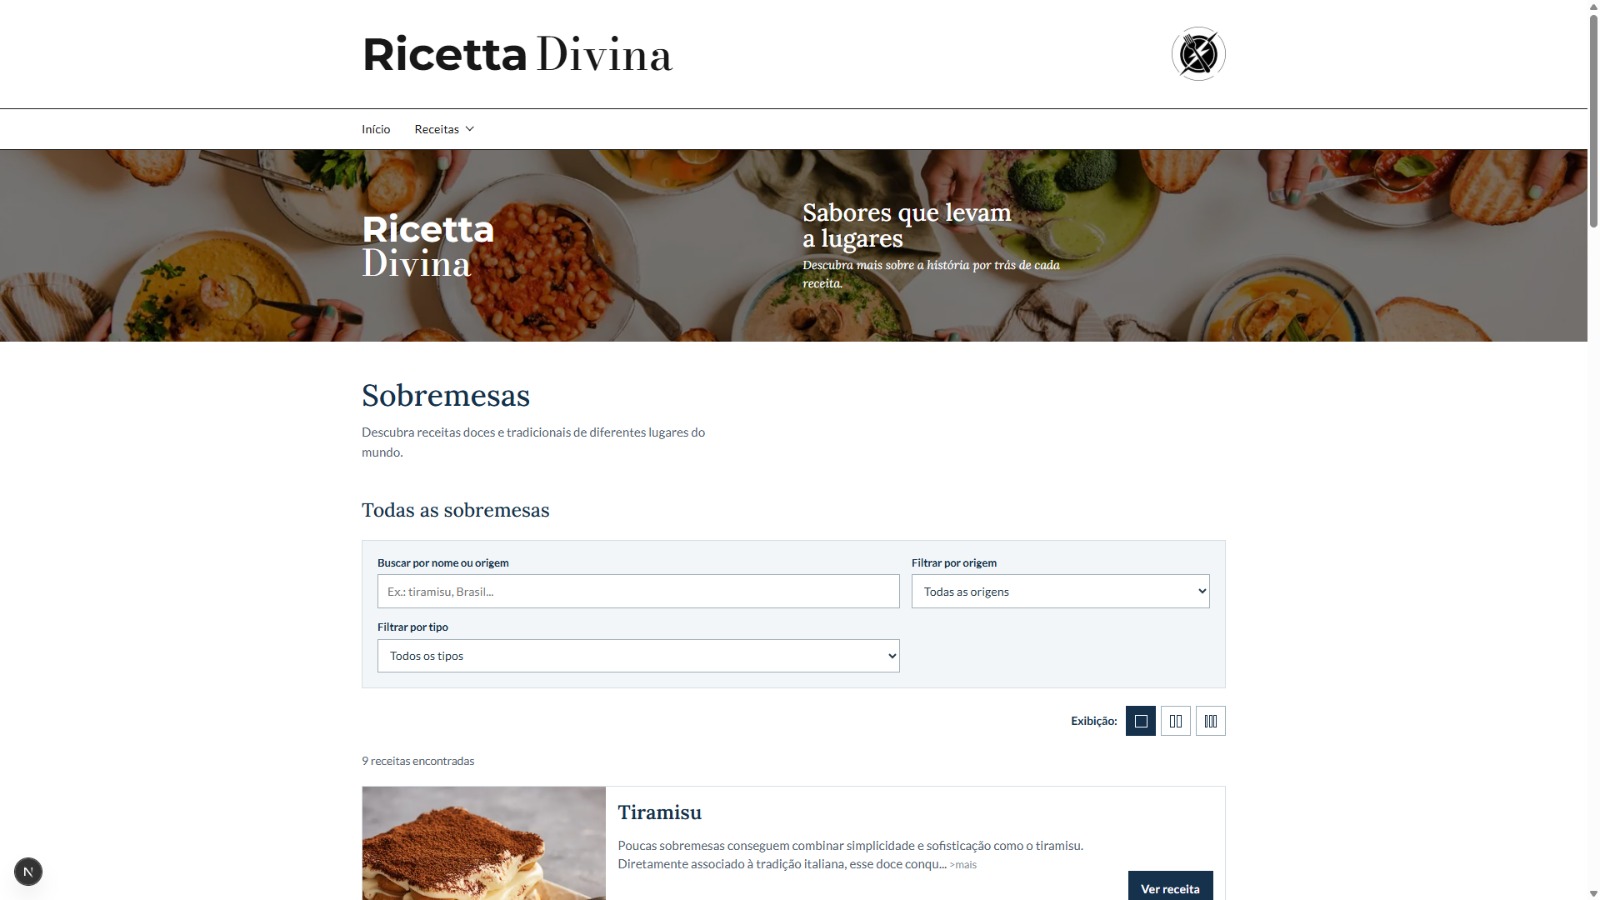 Ricetta Divina
Início
Receitas
Ricetta
Divina
Sabores que levam
a lugares
Descubra mais sobre a história por trás de cada
receita.
Sobremesas
Descubra receitas doces e tradicionais de diferentes lugares do
mundo.
Todas as sobremesas
Buscar por nome ou origem
Filtrar por origem
Ex.: tiramisu, Brasil...
Todas as origens
Filtrar por tipo
Todos os tipos
Exibição:
9 receitas encontradas
Tiramisu
Poucas sobremesas conseguem combinar simplicidade e sofisticação como o tiramisu.
Diretamente associado à tradição italiana, esse doce conqu... >mais
Ver receita
N